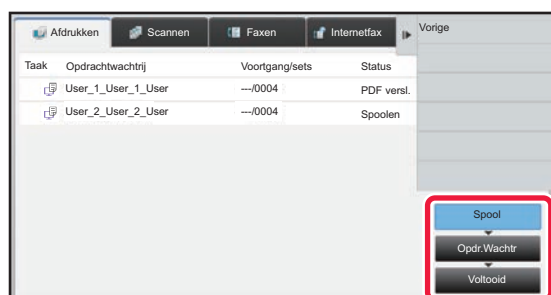 Afdrukken Scannen Faxen Internetfax Vorige
Taak Opdrachtwachtrij Voortgang/sets Status
User_1_User_1_User ---/0004 PDF versl.
User_2_User_2_User ---/0004 Spoolen
Spool
Opdr.Wachtr
Voltooid